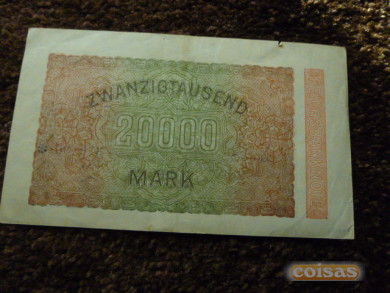 ZWANZIGTAUSEND
20000
MARK
coisas